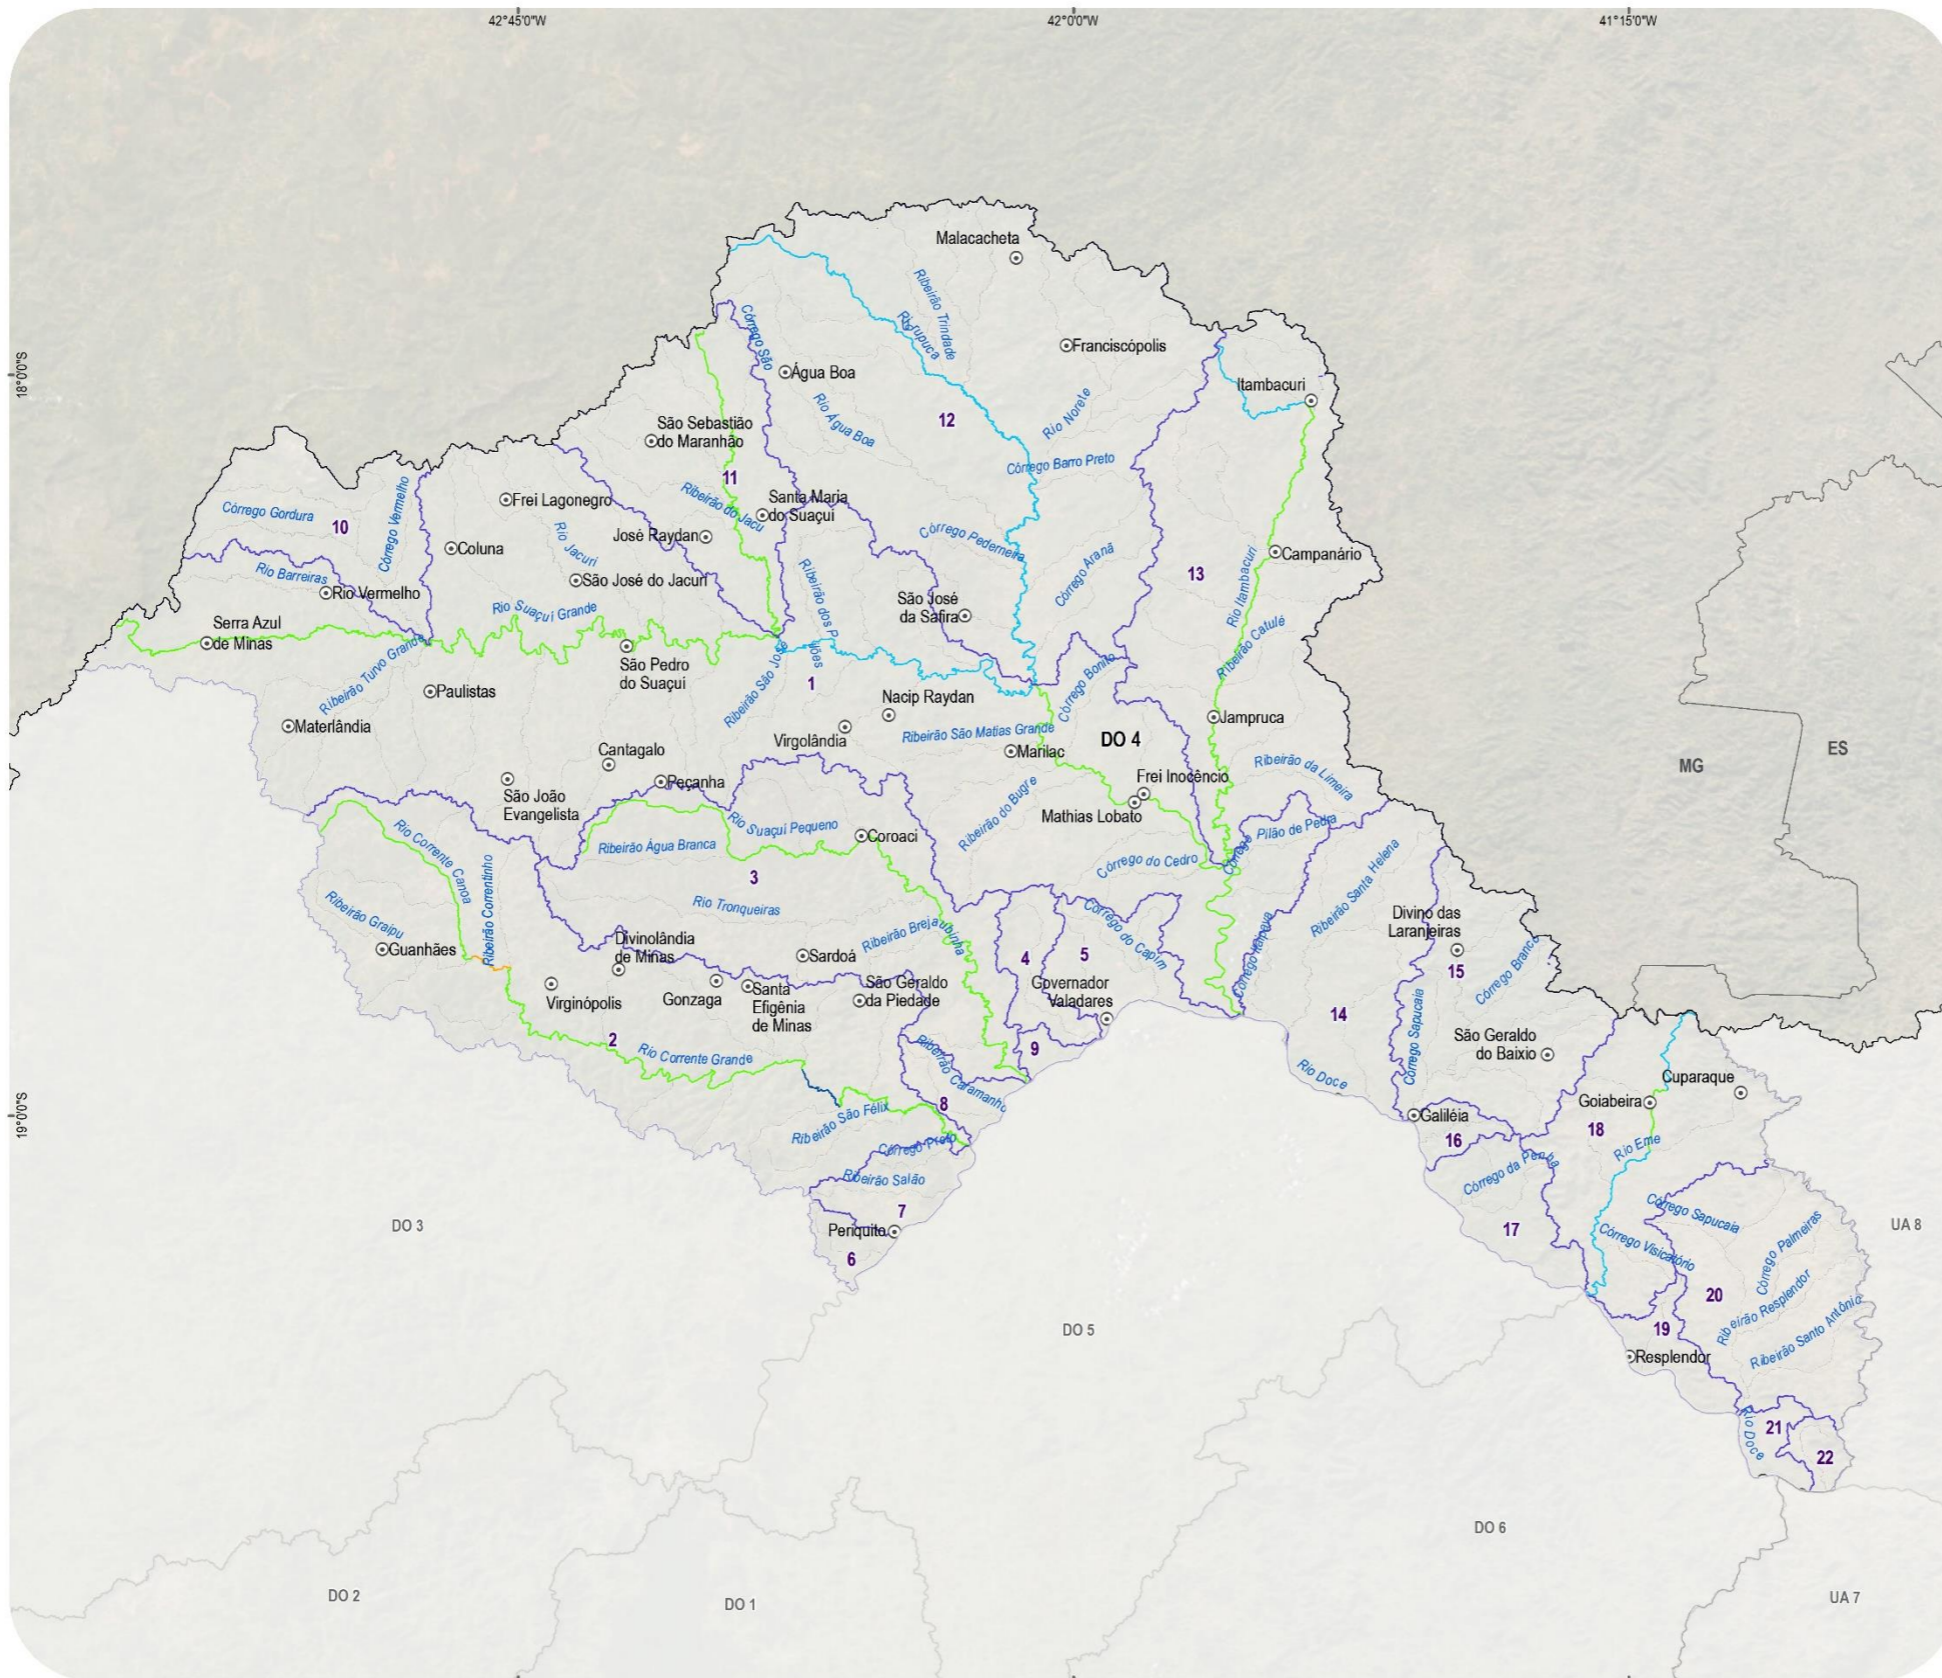 42°45'0"W
42°0'0"W
41°15'0"W
18°0'0"S
19°0'0"S
Malacacheta
Ribeirão Trindade
Rio
rupuca
Franciscópolis
Córrego São
Água Boa
Rio Água Boa
12
Rio Norete
Córrego Barro Preto
Itambacuri
São Sebastião
do Maranhão
11
Ribeirão do Jacu
Santa Maria
do Suaçuí
Córrego Gordura
10
Córrego Vermelho
Frei Lagonegro
José Raydan
Coluna
Rio Jacuri
São José do Jacuri
Córrego Pederneira
Córrego Aranã
13
Rio Itambacuri
Campanário
Rio Barreiras
Rio Vermelho
Rio Suaçuí Grande
São José
da Safira
Serra Azul
de Minas
Ribeirão Turvo Grande
São Pedro
do Suaçuí
Ribeirão São José
1
Córrego Bonito
Ribeirão Catulé
Paulistas
Materlândia
Nacip Raydan
Virgolândia
Ribeirão São Matias Grande
Marilac
DO 4
Jampruca
Cantagalo
Peçanha
São João
Evangelista
Frei Inocêncio
Mathias Lobato
Ribeirão da Limeira
MG
ES
Ribeirão do Bugre
Rio Corrente Canoa
Ribeirão Correntinho
Rio Suaçuí Pequeno
Coroaci
Ribeirão Água Branca
3
Córrego do Cedro
Córrego
Pilão de Pedra
Rio Tronqueiras
Ribeirão Graipu
Guanhães
Divinolândia
de Minas
Sardoá
Ribeirão Brejaubinha
4
5
Córrego do Capim
Ribeirão Santa Helena
Divino das
Laranjeiras
15
Córrego Branco
Virginópolis
Gonzaga
Santa
Efigênia
de Minas
São Geraldo
da Piedade
Governador
Valadares
14
Córrego Sapucaia
São Geraldo
do Baixio
2
Rio Corrente Grande
9
Ribeirão Caramanho
8
Rio Doce
Galiléia
16
Cuparaque
Goiabeira
18
Rio Eme
Ribeirão São Félix
Córrego Preto
Ribeirão Salão
7
Periquito
6
Córrego da Penha
17
Córrego Sapucaia
Córrego Visicatório
Córrego Palmeiras
20
Ribeirão Resplendor
Ribeirão Santo Antônio
19
Resplendor
Rio Doce
21
22
DO 3
DO 5
UA 8
DO 6
DO 2
DO 1
UA 7